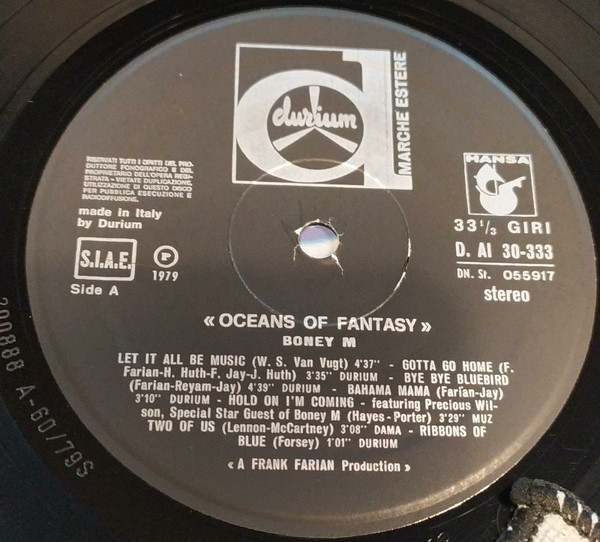 durium
MARCHE ESTERE
RISERVATI TUTTI I DIRITTI DEL PRO-
DUTTORE FONOGRAFICO E DEL
PROPRIETARIO DELL'OPERA REGI-
STRATA - VIETATE DUPLICAZIONE,
UTILIZZAZIONE DI QUESTO DISCO
PER PUBBLICA ESECUZIONE E
RADIODIFFUSIONE.
made in Italy
by Durium
S.I.A.E.
Ⓟ
1979
Side A
HANSA
33 1/3 GIRI
D. AI 30-333
DN. St. 055917
stereo
« OCEANS OF FANTASY »
BONEY M
LET IT ALL BE MUSIC (W. S. Van Vugt) 4'37'' - GOTTA GO HOME (F.
Farian-H. Huth-F. Jay-J. Huth) 3'35'' DURIUM - BYE BYE BLUEBIRD
(Farian-Reyam-Jay) 4'39'' DURIUM - BAHAMA MAMA (Farian-Jay)
3'10'' DURIUM - HOLD ON I'M COMING - featuring Precious Wil-
son, Special Star Guest of Boney M (Hayes - Porter) 3'29'' MUZ
TWO OF US (Lennon-McCartney) 3'08'' DAMA - RIBBONS OF
BLUE (Forsey) 1'01'' DURIUM
« A FRANK FARIAN Production »
A-60/79S